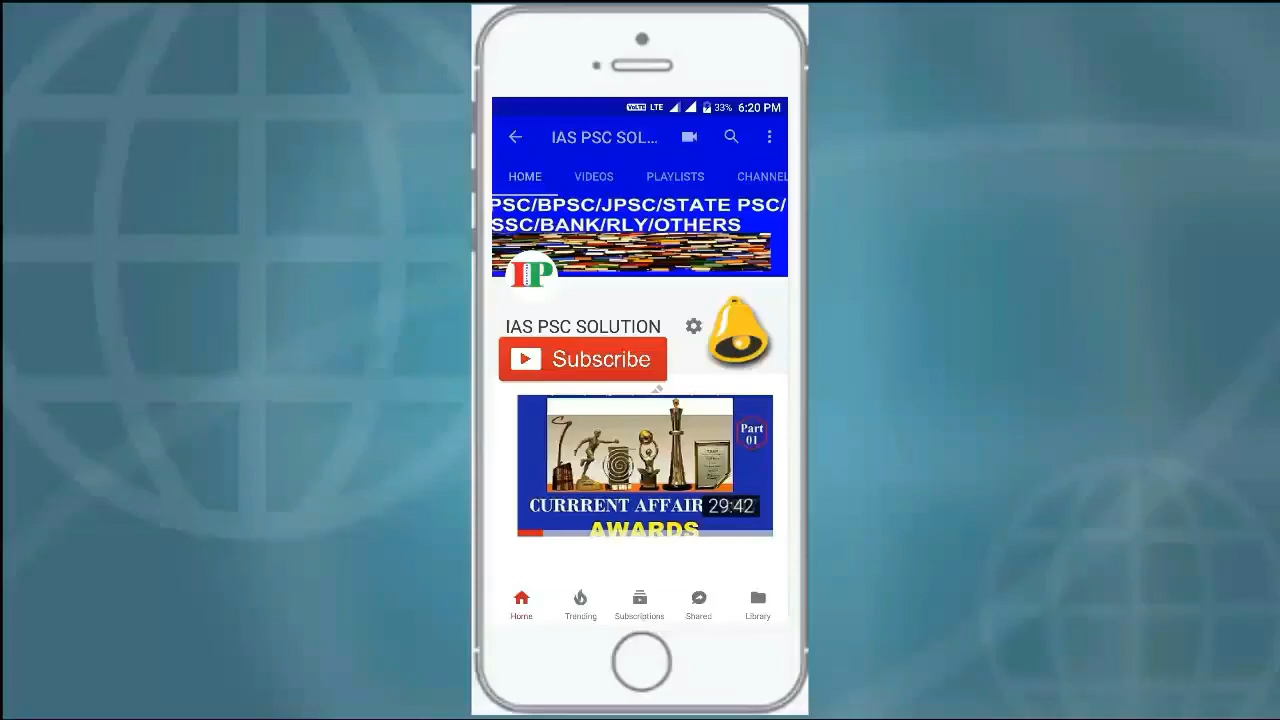 VoLTE LTE 33% 6:20 PM
IAS PSC SOL...
HOME VIDEOS PLAYLISTS CHANNEL
PSC/BPSC/JPSC/STATE PSC/
SSC/BANK/RLY/OTHERS
IP
IAS PSC SOLUTION
Subscribe
Part
01
CURRRENT AFFAIR
29:42
AWARDS
Home Trending Subscriptions Shared Library